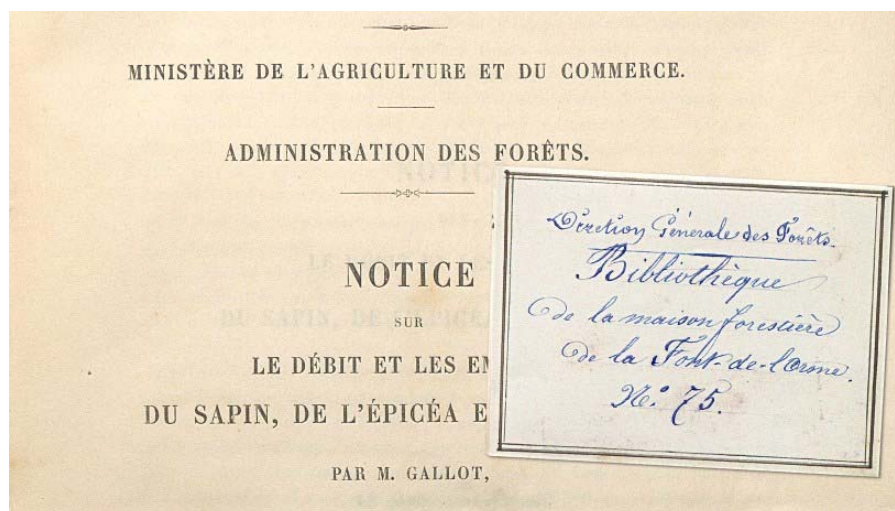 MINISTÈRE DE L'AGRICULTURE ET DU COMMERCE.
ADMINISTRATION DES FORÊTS.
NOTICE
SUR
LE DÉBIT ET LES EM
DU SAPIN, DE L'ÉPICÉA E
PAR M. GALLOT,
Direction Générale des Forêts.
Bibliothèque
de la maison forestière
de la Font-de-l'Orme.
N.° 75.